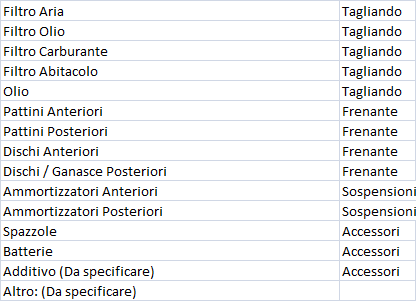 Filtro Aria Tagliando
Filtro Olio Tagliando
Filtro Carburante Tagliando
Filtro Abitacolo Tagliando
Olio Tagliando
Pattini Anteriori Frenante
Pattini Posteriori Frenante
Dischi Anteriori Frenante
Dischi / Ganasce Posteriori Frenante
Ammortizzatori Anteriori Sospensioni
Ammortizzatori Posteriori Sospensioni
Spazzole Accessori
Batterie Accessori
Additivo (Da specificare) Accessori
Altro: (Da specificare)